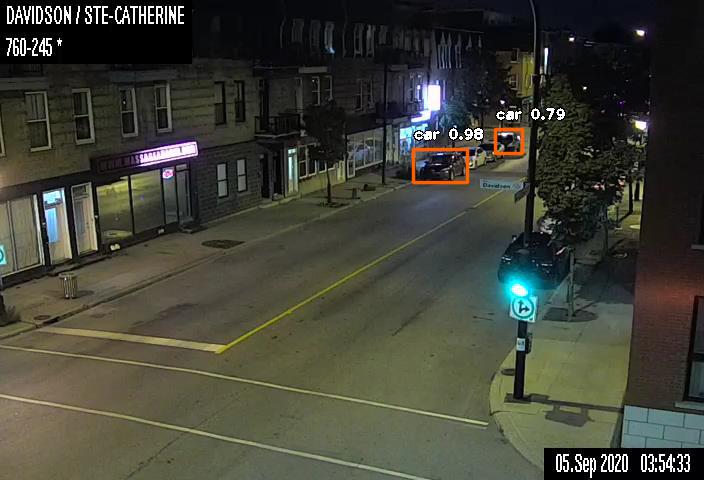 DAVIDSON / STE-CATHERINE
760-245 *
car 0.79
car 0.98
Davidson
05.Sep 2020 03:54:33